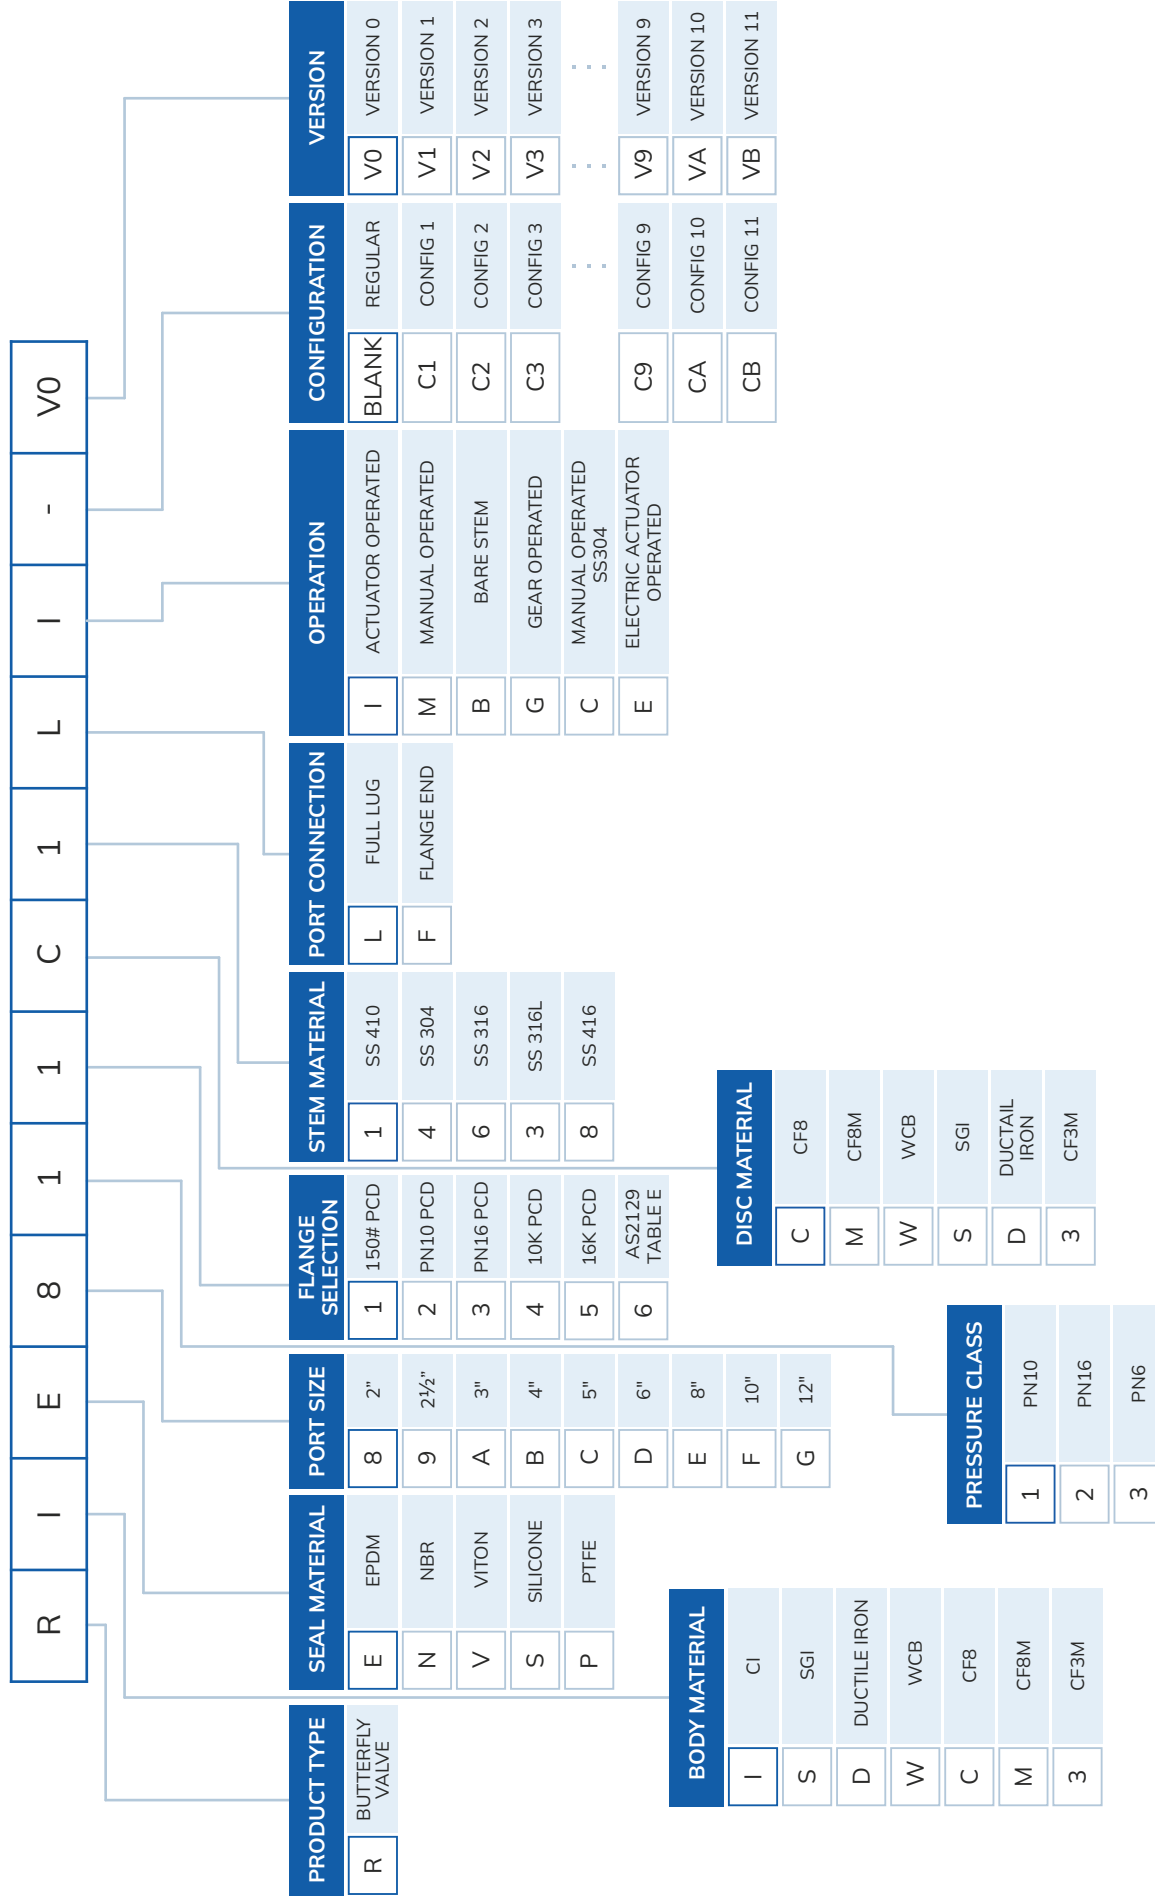 R I E 8 1 1 C 1 L I - V0
PRODUCT TYPE
R BUTTERFLY
VALVE
SEAL MATERIAL
E EPDM
N NBR
V VITON
S SILICONE
P PTFE
PORT SIZE
8 2"
9 2½"
A 3"
B 4"
C 5"
D 6"
E 8"
F 10"
G 12"
FLANGE
SELECTION
1 150# PCD
2 PN10 PCD
3 PN16 PCD
4 10K PCD
5 16K PCD
6 AS2129
TABLE E
STEM MATERIAL
1 SS 410
4 SS 304
6 SS 316
3 SS 316L
8 SS 416
PORT CONNECTION
L FULL LUG
F FLANGE END
OPERATION
I ACTUATOR OPERATED
M MANUAL OPERATED
B BARE STEM
G GEAR OPERATED
C MANUAL OPERATED
SS304
E ELECTRIC ACTUATOR
OPERATED
CONFIGURATION
BLANK REGULAR
C1 CONFIG 1
C2 CONFIG 2
C3 CONFIG 3
...
C9 CONFIG 9
CA CONFIG 10
CB CONFIG 11
VERSION
V0 VERSION 0
V1 VERSION 1
V2 VERSION 2
V3 VERSION 3
... ...
V9 VERSION 9
VA VERSION 10
VB VERSION 11
BODY MATERIAL
I CI
S SGI
D DUCTILE IRON
W WCB
C CF8
M CF8M
3 CF3M
PRESSURE CLASS
1 PN10
2 PN16
3 PN6
DISC MATERIAL
C CF8
M CF8M
W WCB
S SGI
D DUCTAIL
IRON
3 CF3M